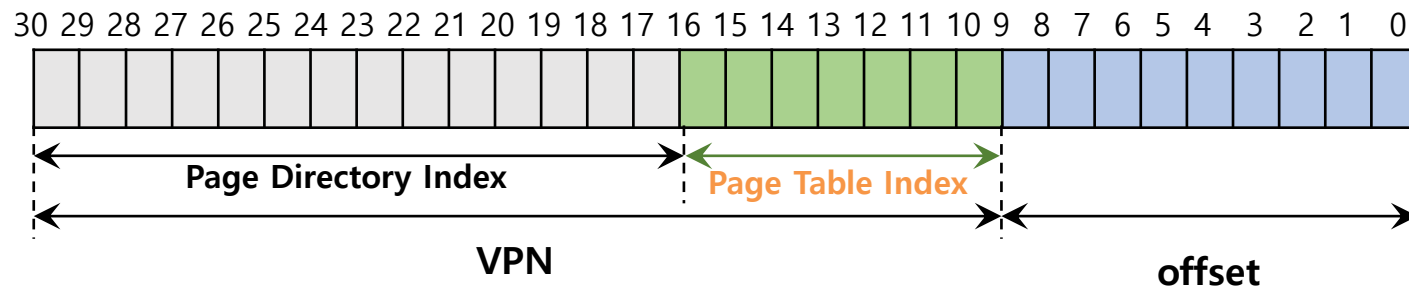 30 29 28 27 26 25 24 23 22 21 20 19 18 17 16 15 14 13 12 11 10 9 8 7 6 5 4 3 2 1 0
Page Directory Index
Page Table Index
VPN
offset